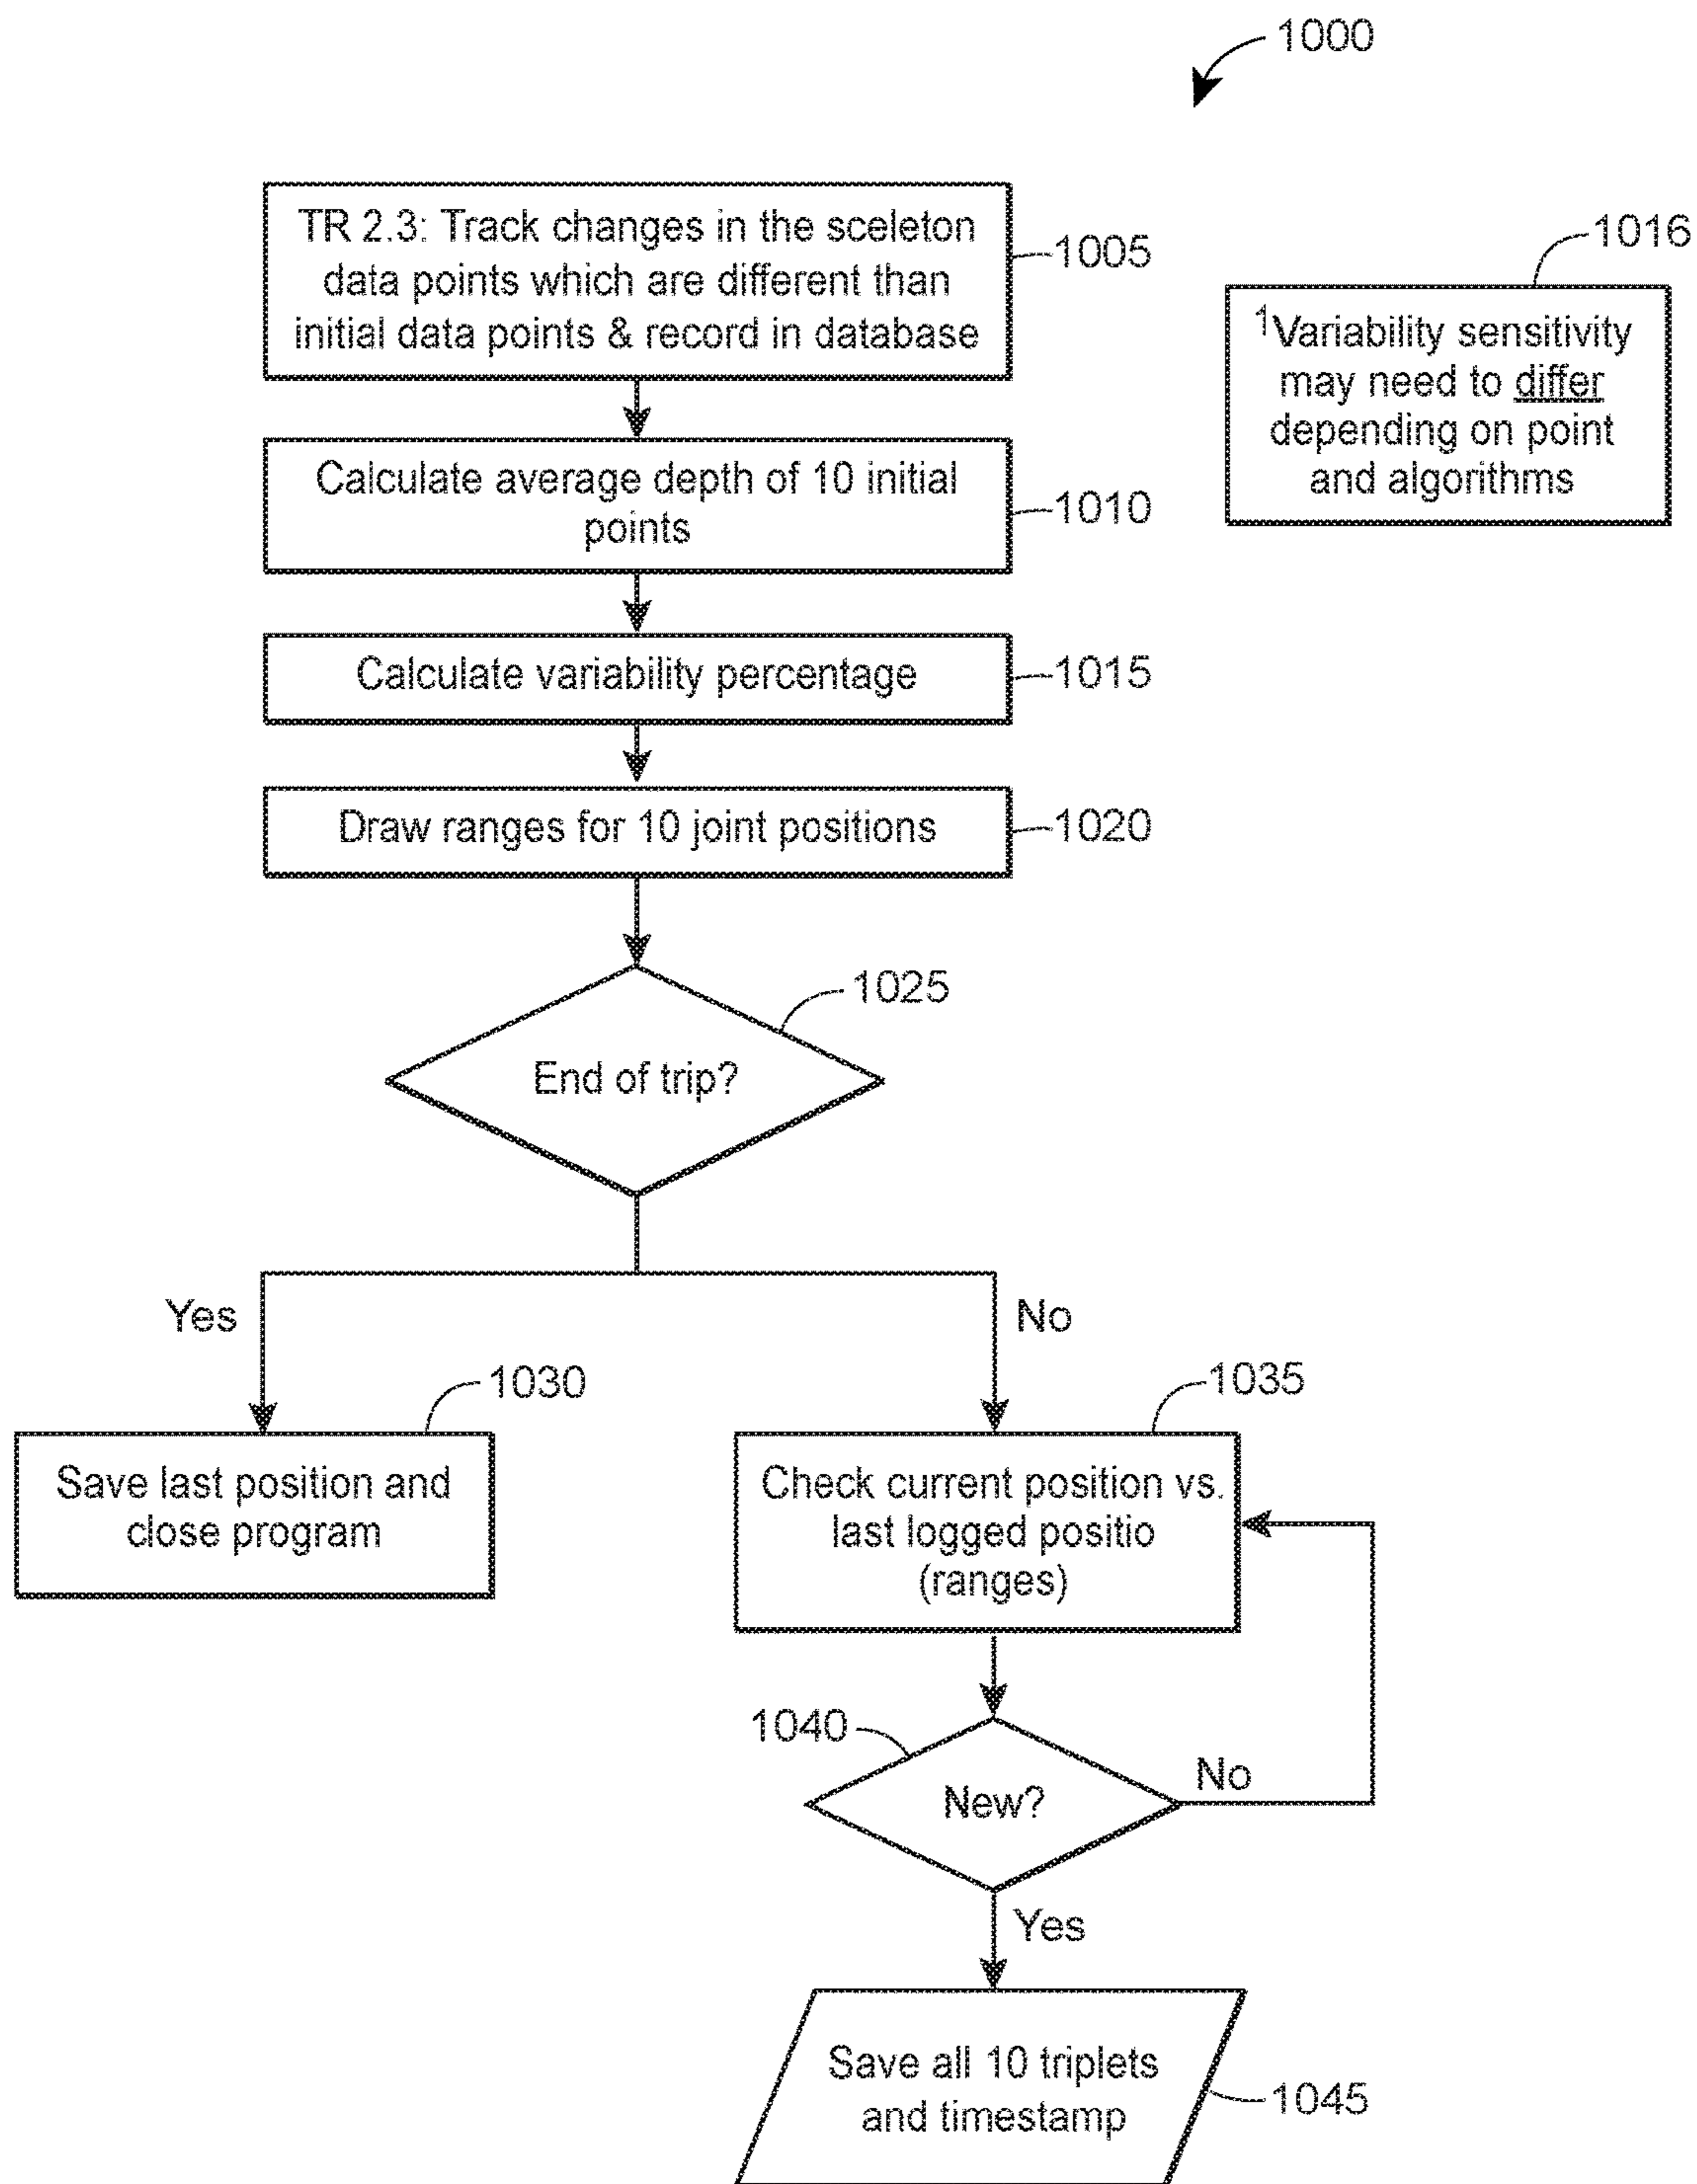 1000
TR 2.3: Track changes in the sceleton
data points which are different than
initial data points & record in database
1005
1016
1Variability sensitivity
may need to differ
depending on point
and algorithms
Calculate average depth of 10 initial
points
1010
Calculate variability percentage
1015
Draw ranges for 10 joint positions
1020
1025
End of trip?
Yes
No
1030
Save last position and
close program
1035
Check current position vs.
last logged positio
(ranges)
1040
New?
No
Yes
Save all 10 triplets
and timestamp
1045